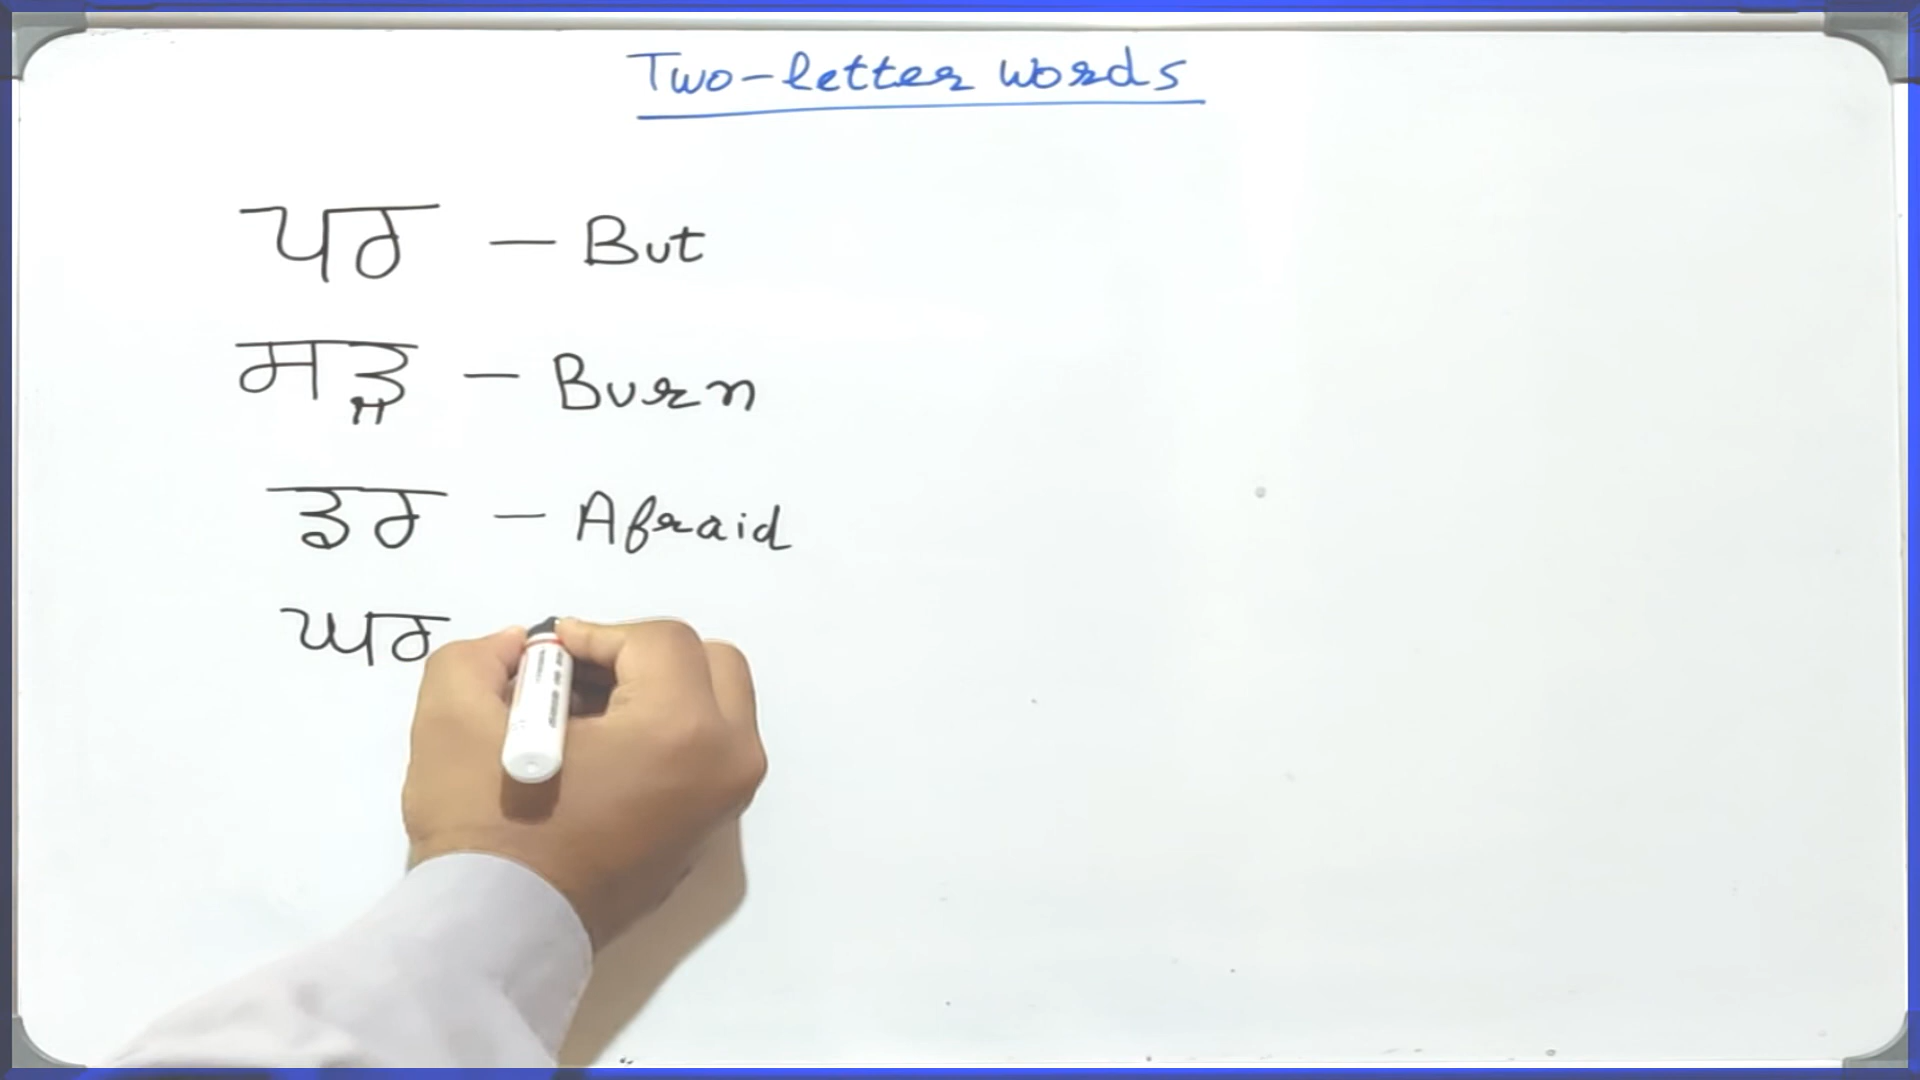 Two-letter words
ਪਰ — But
ਸੜ — Burn
ਡਰ — Afraid
ਘਰ